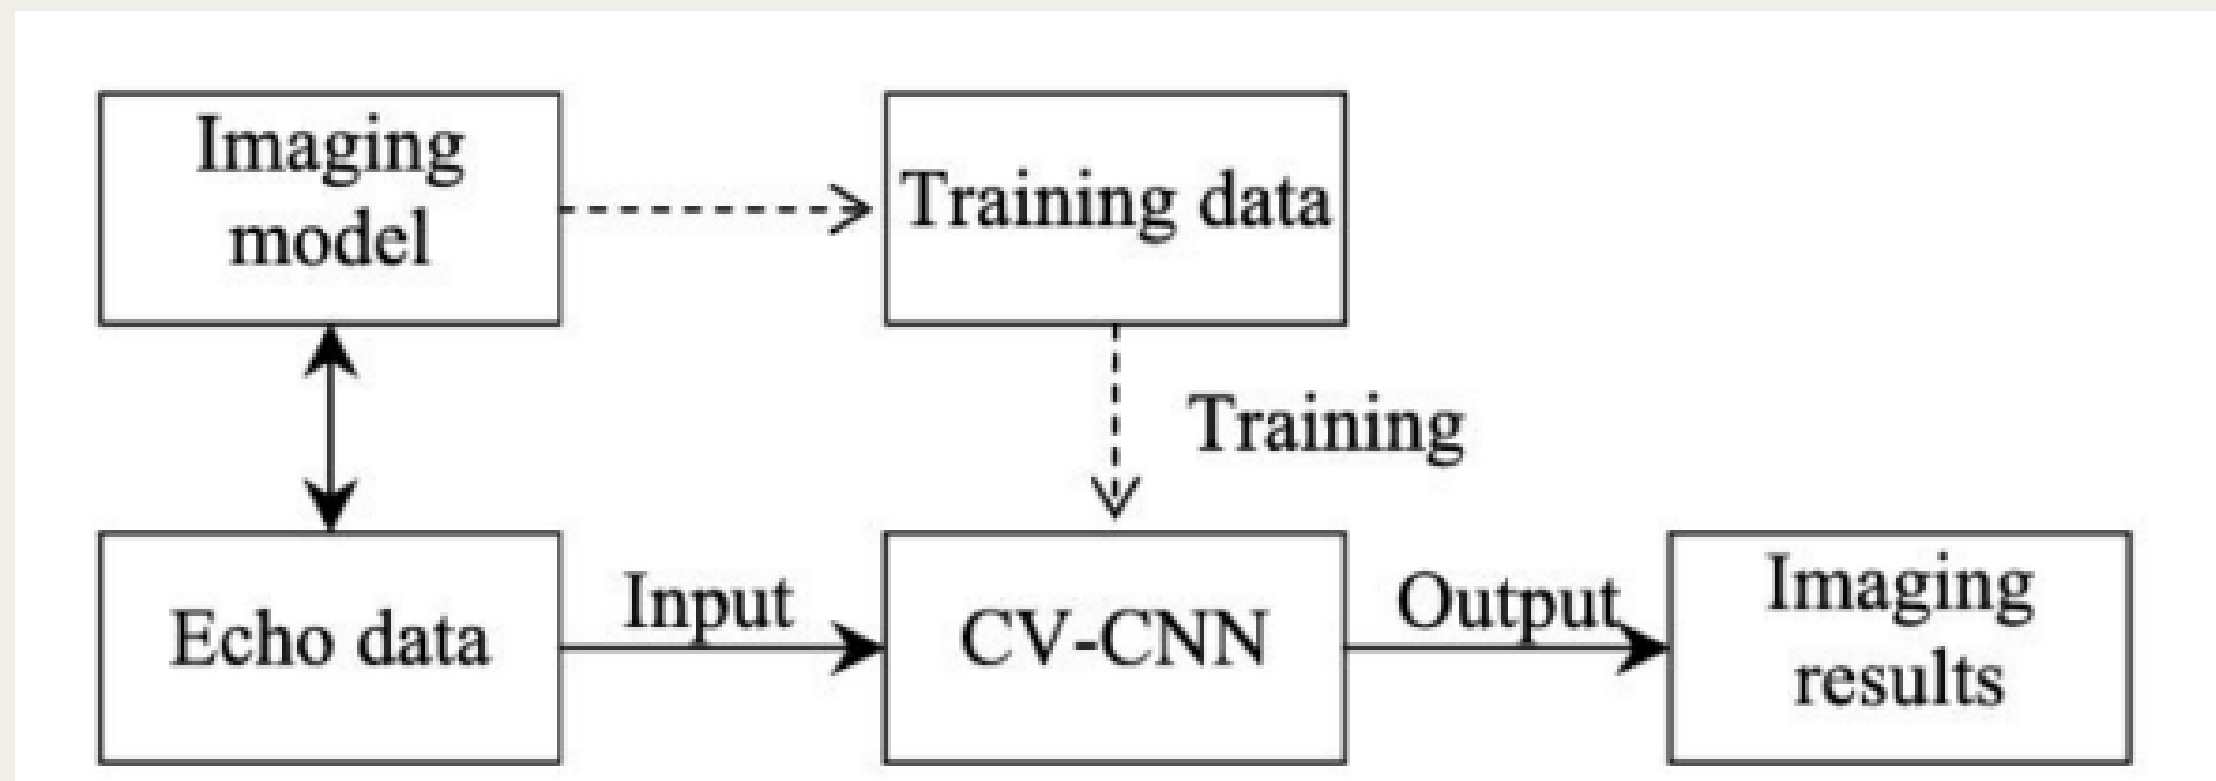 Imaging
model
Training data
Training
Echo data
Input
CV-CNN
Output
Imaging
results